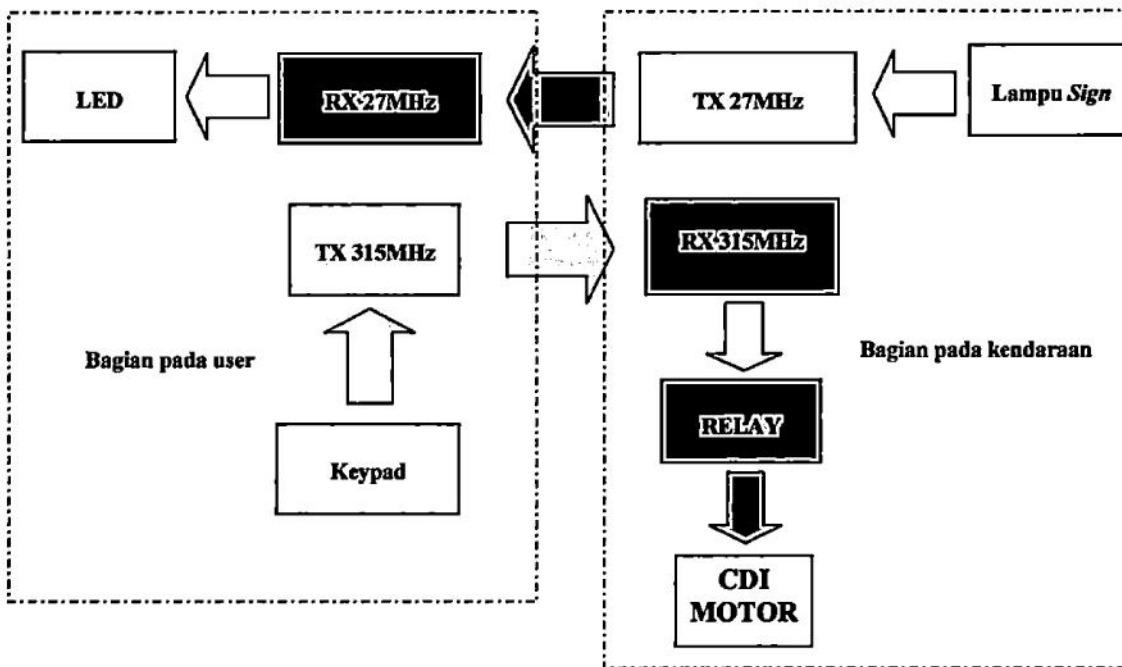 LED
RX-27MHz
TX 27MHz
Lampu Sign
TX 315MHz
RX-315MHz
Bagian pada user
Bagian pada kendaraan
RELAY
Keypad
CDI
MOTOR